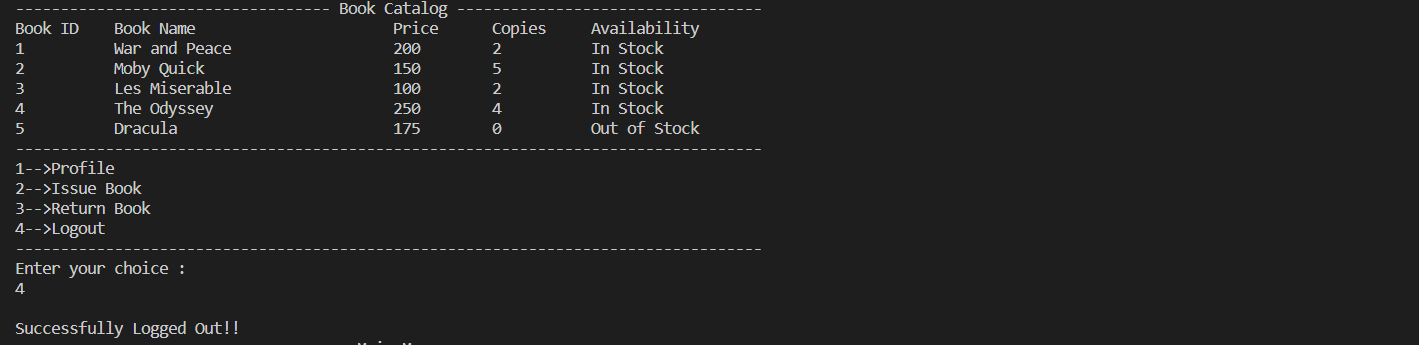 ----------------------------------- Book Catalog ----------------------------------
Book ID    Book Name                      Price      Copies     Availability
1          War and Peace                  200        2          In Stock
2          Moby Quick                     150        5          In Stock
3          Les Miserable                  100        2          In Stock
4          The Odyssey                    250        4          In Stock
5          Dracula                        175        0          Out of Stock
-----------------------------------------------------------------------------------
1-->Profile
2-->Issue Book
3-->Return Book
4-->Logout
-----------------------------------------------------------------------------------
Enter your choice :
4
Successfully Logged Out!!